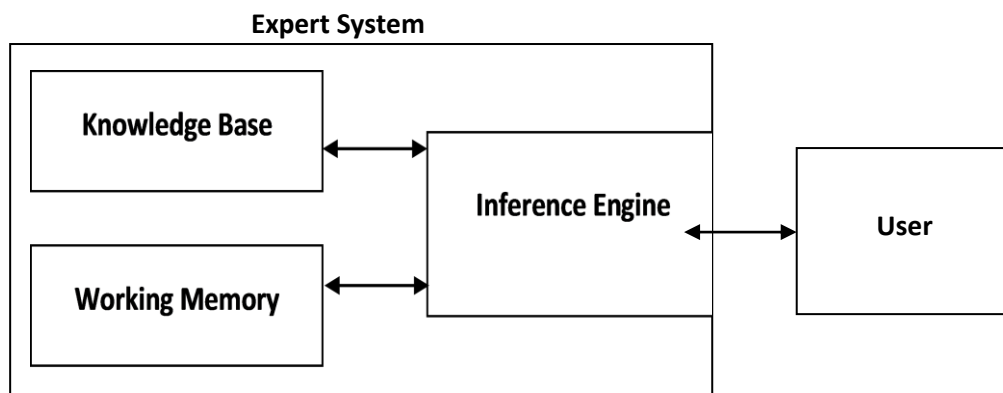 Expert System
Knowledge Base
Inference Engine
User
Working Memory